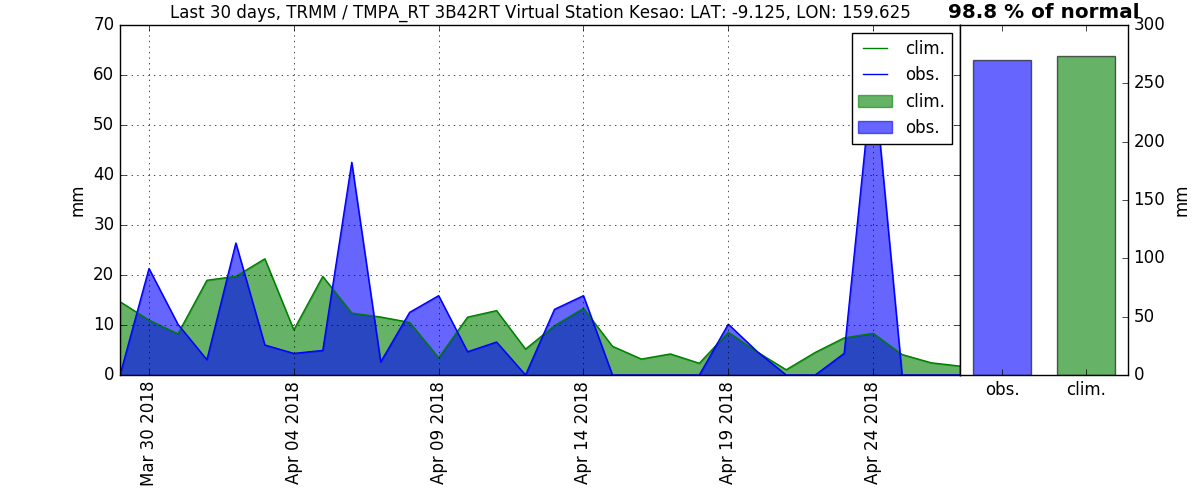 Last 30 days, TRMM / TMPA_RT 3B42RT Virtual Station Kesao: LAT: -9.125, LON: 159.625
98.8 % of normal
70
60
50
40
30
20
10
0
mm
clim.
obs.
clim.
obs.
300
250
200
150
100
50
0
mm
obs.
clim.
Mar 30 2018
Apr 04 2018
Apr 09 2018
Apr 14 2018
Apr 19 2018
Apr 24 2018